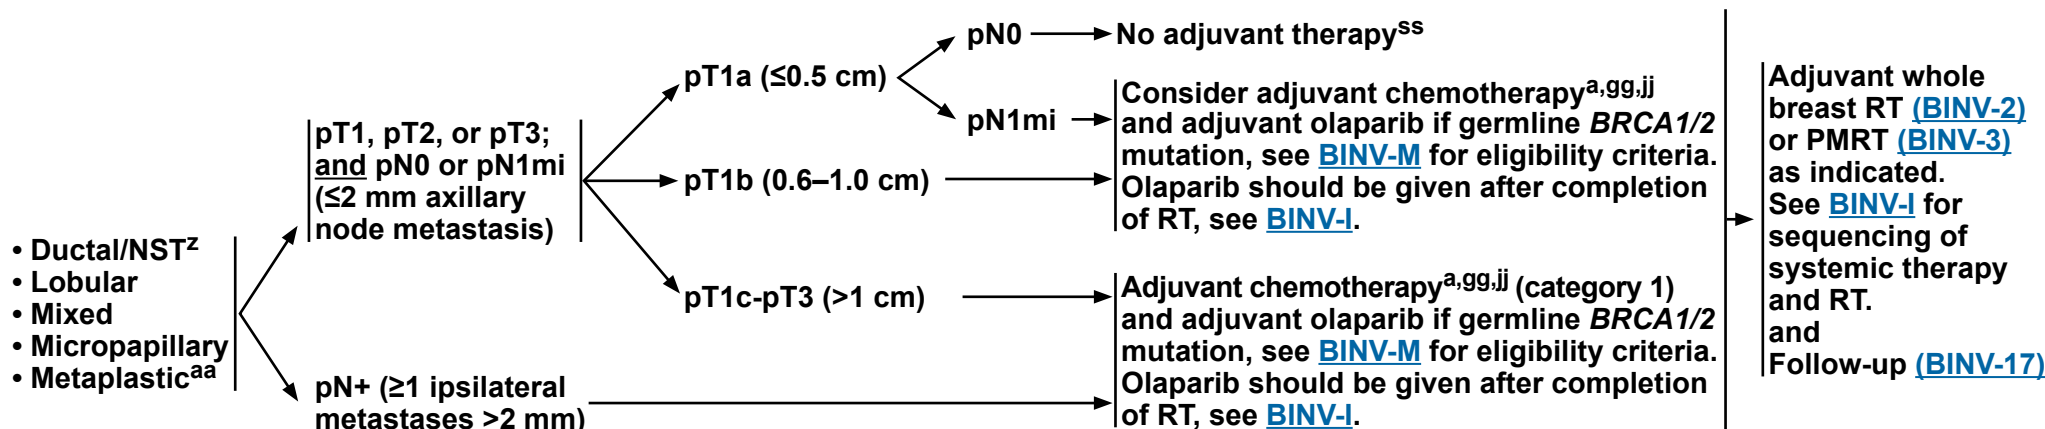 • Ductal/NSTz
• Lobular
• Mixed
• Micropapillary
• Metaplasticaa
pT1, pT2, or pT3;
and pN0 or pN1mi
(≤2 mm axillary
node metastasis)
pN+ (≥1 ipsilateral
metastases >2 mm)
pT1a (≤0.5 cm)
pT1b (0.6–1.0 cm)
pT1c-pT3 (>1 cm)
pN0
pN1mi
No adjuvant therapyss
Consider adjuvant chemotherapya,gg,jj
and adjuvant olaparib if germline BRCA1/2
mutation, see BINV-M for eligibility criteria.
Olaparib should be given after completion
of RT, see BINV-I.
Adjuvant chemotherapya,gg,jj (category 1)
and adjuvant olaparib if germline BRCA1/2
mutation, see BINV-M for eligibility criteria.
Olaparib should be given after completion
of RT, see BINV-I.
Adjuvant whole
breast RT (BINV-2)
or PMRT (BINV-3)
as indicated.
See BINV-I for
sequencing of
systemic therapy
and RT.
and
Follow-up (BINV-17)